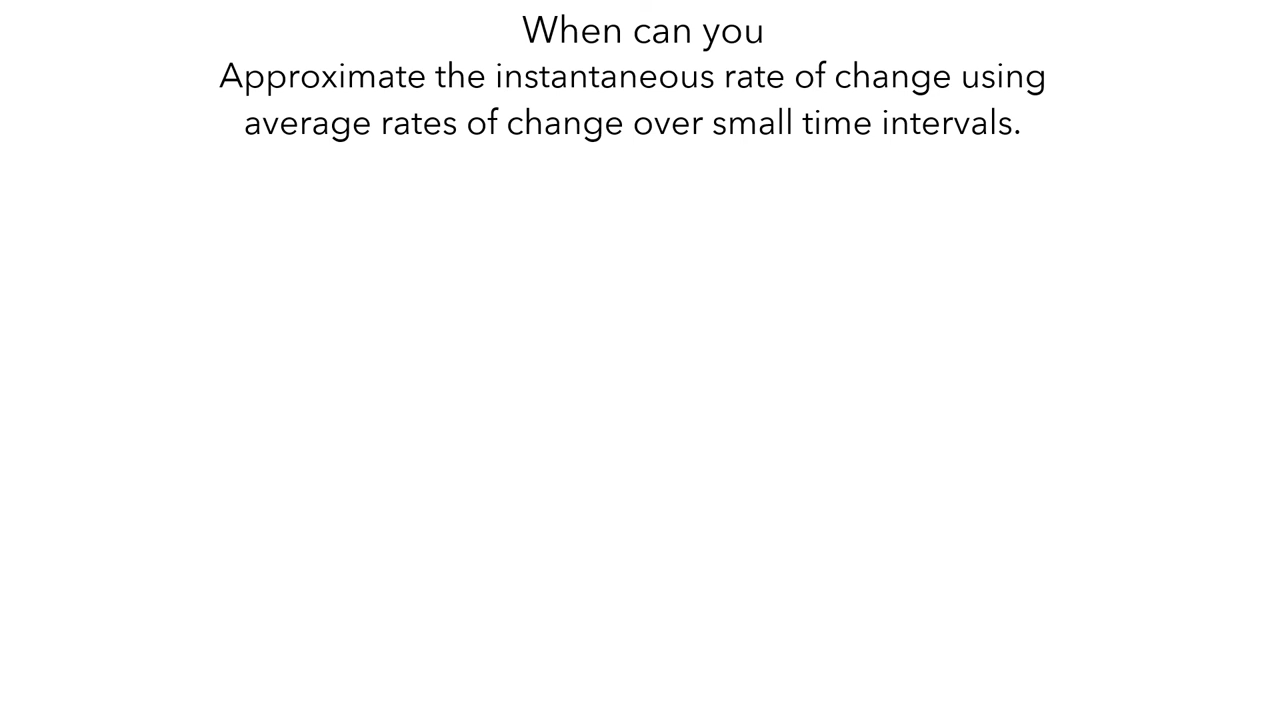 When can you
Approximate the instantaneous rate of change using
average rates of change over small time intervals.